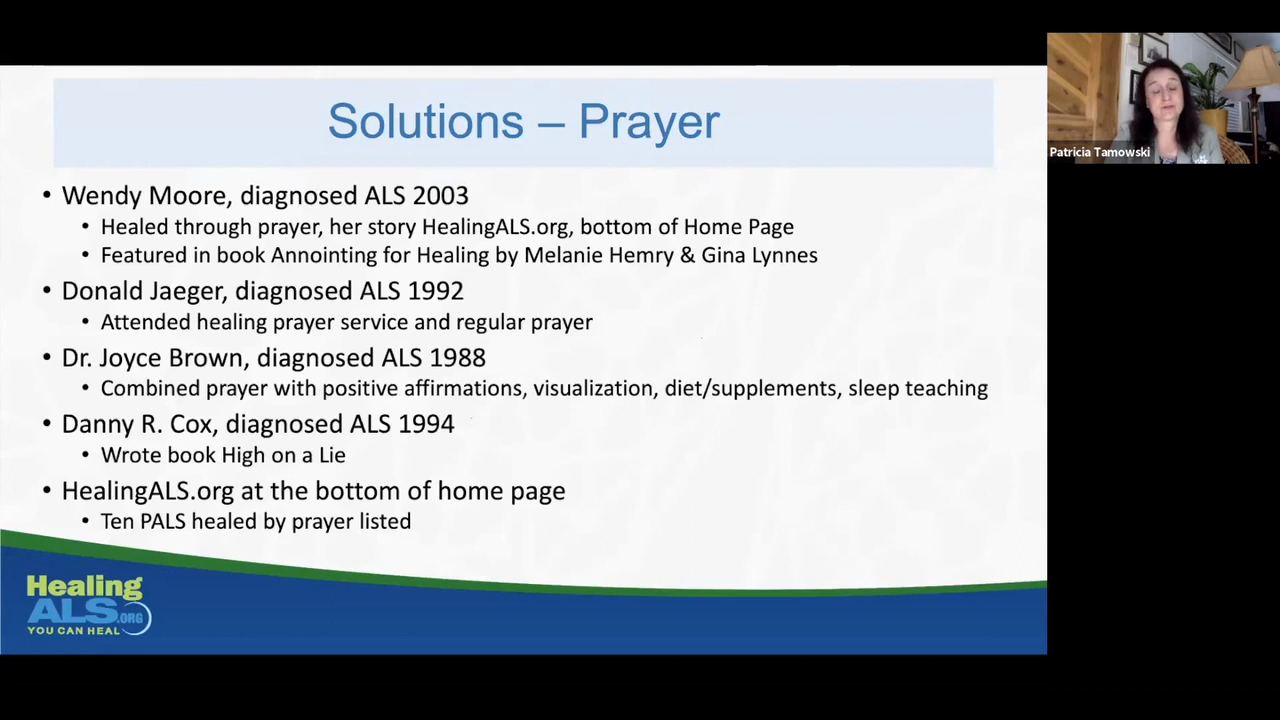 Solutions – Prayer
Patricia Tamowski
• Wendy Moore, diagnosed ALS 2003
• Healed through prayer, her story HealingALS.org, bottom of Home Page
• Featured in book Annointing for Healing by Melanie Hemry & Gina Lynnes
• Donald Jaeger, diagnosed ALS 1992
• Attended healing prayer service and regular prayer
• Dr. Joyce Brown, diagnosed ALS 1988
• Combined prayer with positive affirmations, visualization, diet/supplements, sleep teaching
• Danny R. Cox, diagnosed ALS 1994
• Wrote book High on a Lie
• HealingALS.org at the bottom of home page
• Ten PALS healed by prayer listed
Healing
ALS.ORG
YOU CAN HEAL